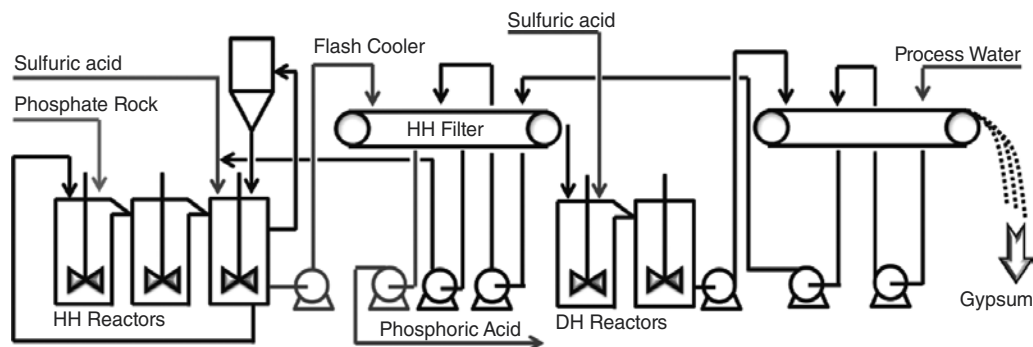 Sulfuric acid
Flash Cooler
Sulfuric acid
Process Water
Phosphate Rock
HH Filter
HH Reactors
Phosphoric Acid
DH Reactors
Gypsum